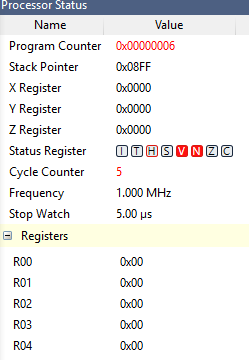 Processor Status
Name Value
Program Counter 0x00000006
Stack Pointer 0x08FF
X Register 0x0000
Y Register 0x0000
Z Register 0x0000
Status Register I T H S V N Z C
Cycle Counter 5
Frequency 1.000 MHz
Stop Watch 5.00 µs
Registers
R00 0x00
R01 0x00
R02 0x00
R03 0x00
R04 0x00